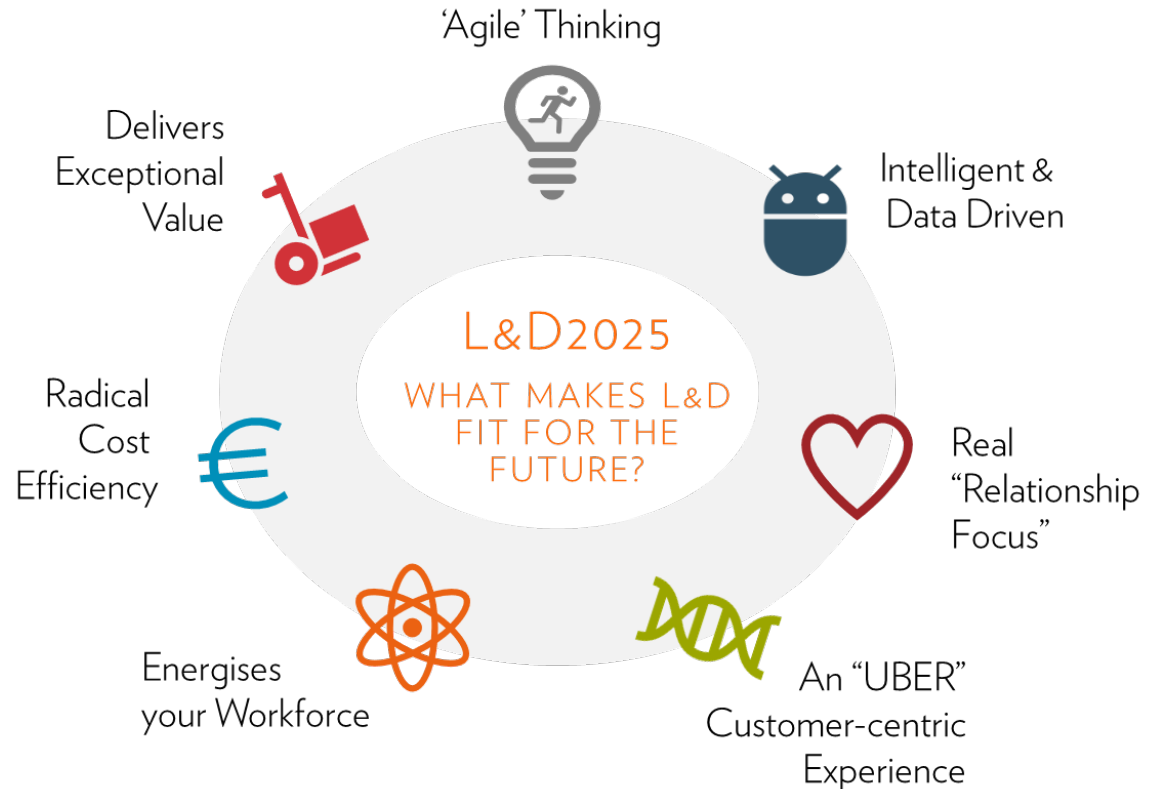 ‘Agile’ Thinking
Delivers
Exceptional
Value
Intelligent &
Data Driven
L&D2025
WHAT MAKES L&D
FIT FOR THE
FUTURE?
Radical
Cost
Efficiency
Real
“Relationship
Focus”
Energises
your Workforce
An “UBER”
Customer-centric
Experience